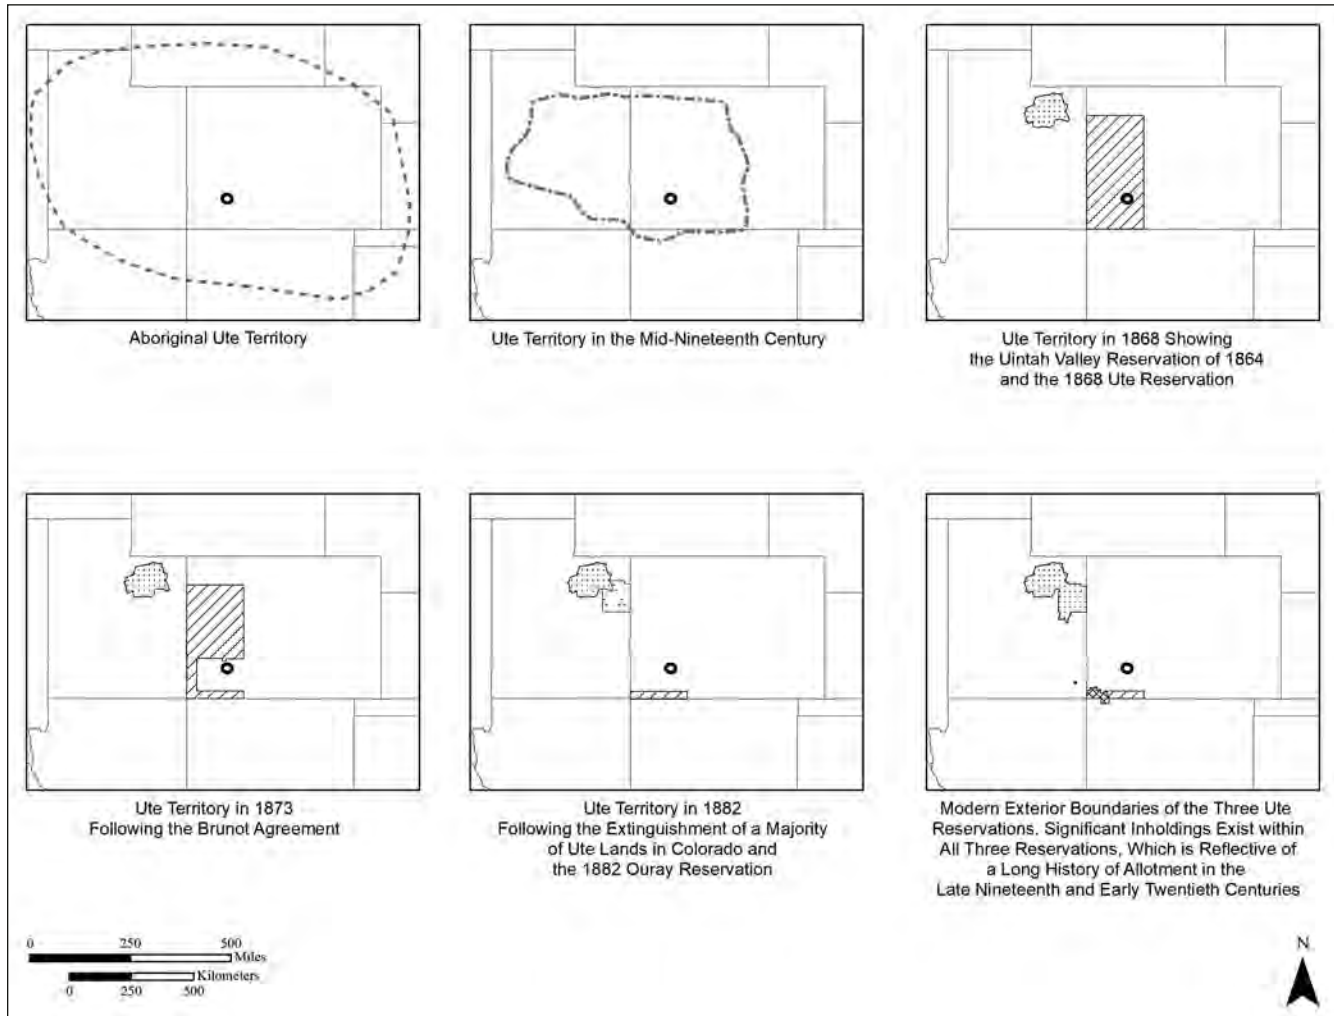 Aboriginal Ute Territory
Ute Territory in the Mid-Nineteenth Century
Ute Territory in 1868 Showing
the Uintah Valley Reservation of 1864
and the 1868 Ute Reservation
Ute Territory in 1873
Following the Brunot Agreement
Ute Territory in 1882
Following the Extinguishment of a Majority
of Ute Lands in Colorado and
the 1882 Ouray Reservation
Modern Exterior Boundaries of the Three Ute
Reservations. Significant Inholdings Exist within
All Three Reservations, Which is Reflective of
a Long History of Allotment in the
Late Nineteenth and Early Twentieth Centuries
0 250 500
Miles
Kilometers
0 250 500
N